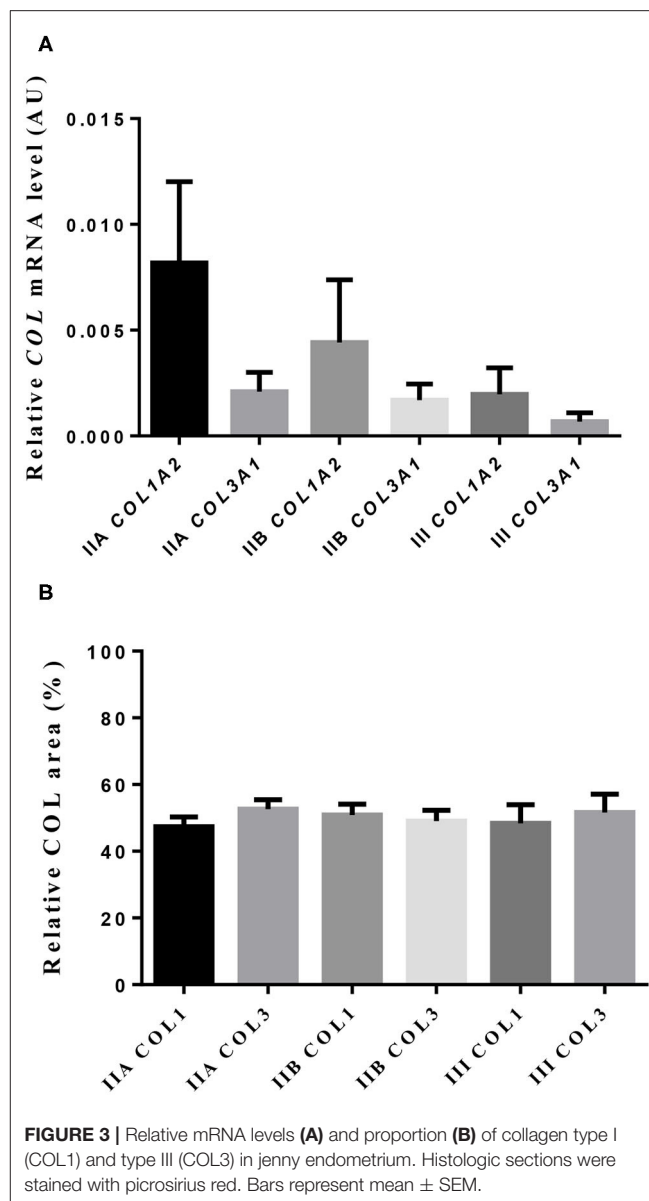 A
Relative COL mRNA level (AU)
0.015
0.010
0.005
0.000
IIA COL1A2
IIA COL3A1
IIB COL1A2
IIB COL3A1
III COL1A2
III COL3A1
B
Relative COL area (%)
100
80
60
40
20
0
IIA COL1
IIA COL3
IIB COL1
IIB COL3
III COL1
III COL3
FIGURE 3 | Relative mRNA levels (A) and proportion (B) of collagen type I
(COL1) and type III (COL3) in jenny endometrium. Histologic sections were
stained with picrosirius red. Bars represent mean ± SEM.